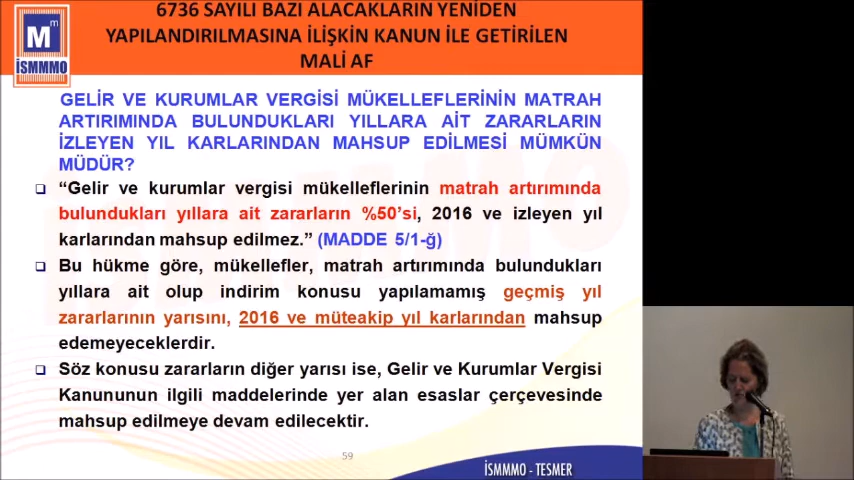 6736 SAYILI BAZI ALACAKLARIN YENİDEN
YAPILANDIRILMASINA İLİŞKİN KANUN İLE GETİRİLEN
MALİ AF
Mm
İSMMMO
GELİR VE KURUMLAR VERGİSİ MÜKELLEFLERİNİN MATRAH
ARTIRIMINDA BULUNDUKLARI YILLARA AİT ZARARLARIN
İZLEYEN YIL KARLARINDAN MAHSUP EDİLMESİ MÜMKÜN
MÜDÜR?
“Gelir ve kurumlar vergisi mükelleflerinin matrah artırımında
bulundukları yıllara ait zararların %50’si, 2016 ve izleyen yıl
karlarından mahsup edilmez.” (MADDE 5/1-ğ)
Bu hükme göre, mükellefler, matrah artırımında bulundukları
yıllara ait olup indirim konusu yapılamamış geçmiş yıl
zararlarının yarısını, 2016 ve müteakip yıl karlarından mahsup
edemeyeceklerdir.
Söz konusu zararların diğer yarısı ise, Gelir ve Kurumlar Vergisi
Kanununun ilgili maddelerinde yer alan esaslar çerçevesinde
mahsup edilmeye devam edilecektir.
59
İSMMMO - TESMER